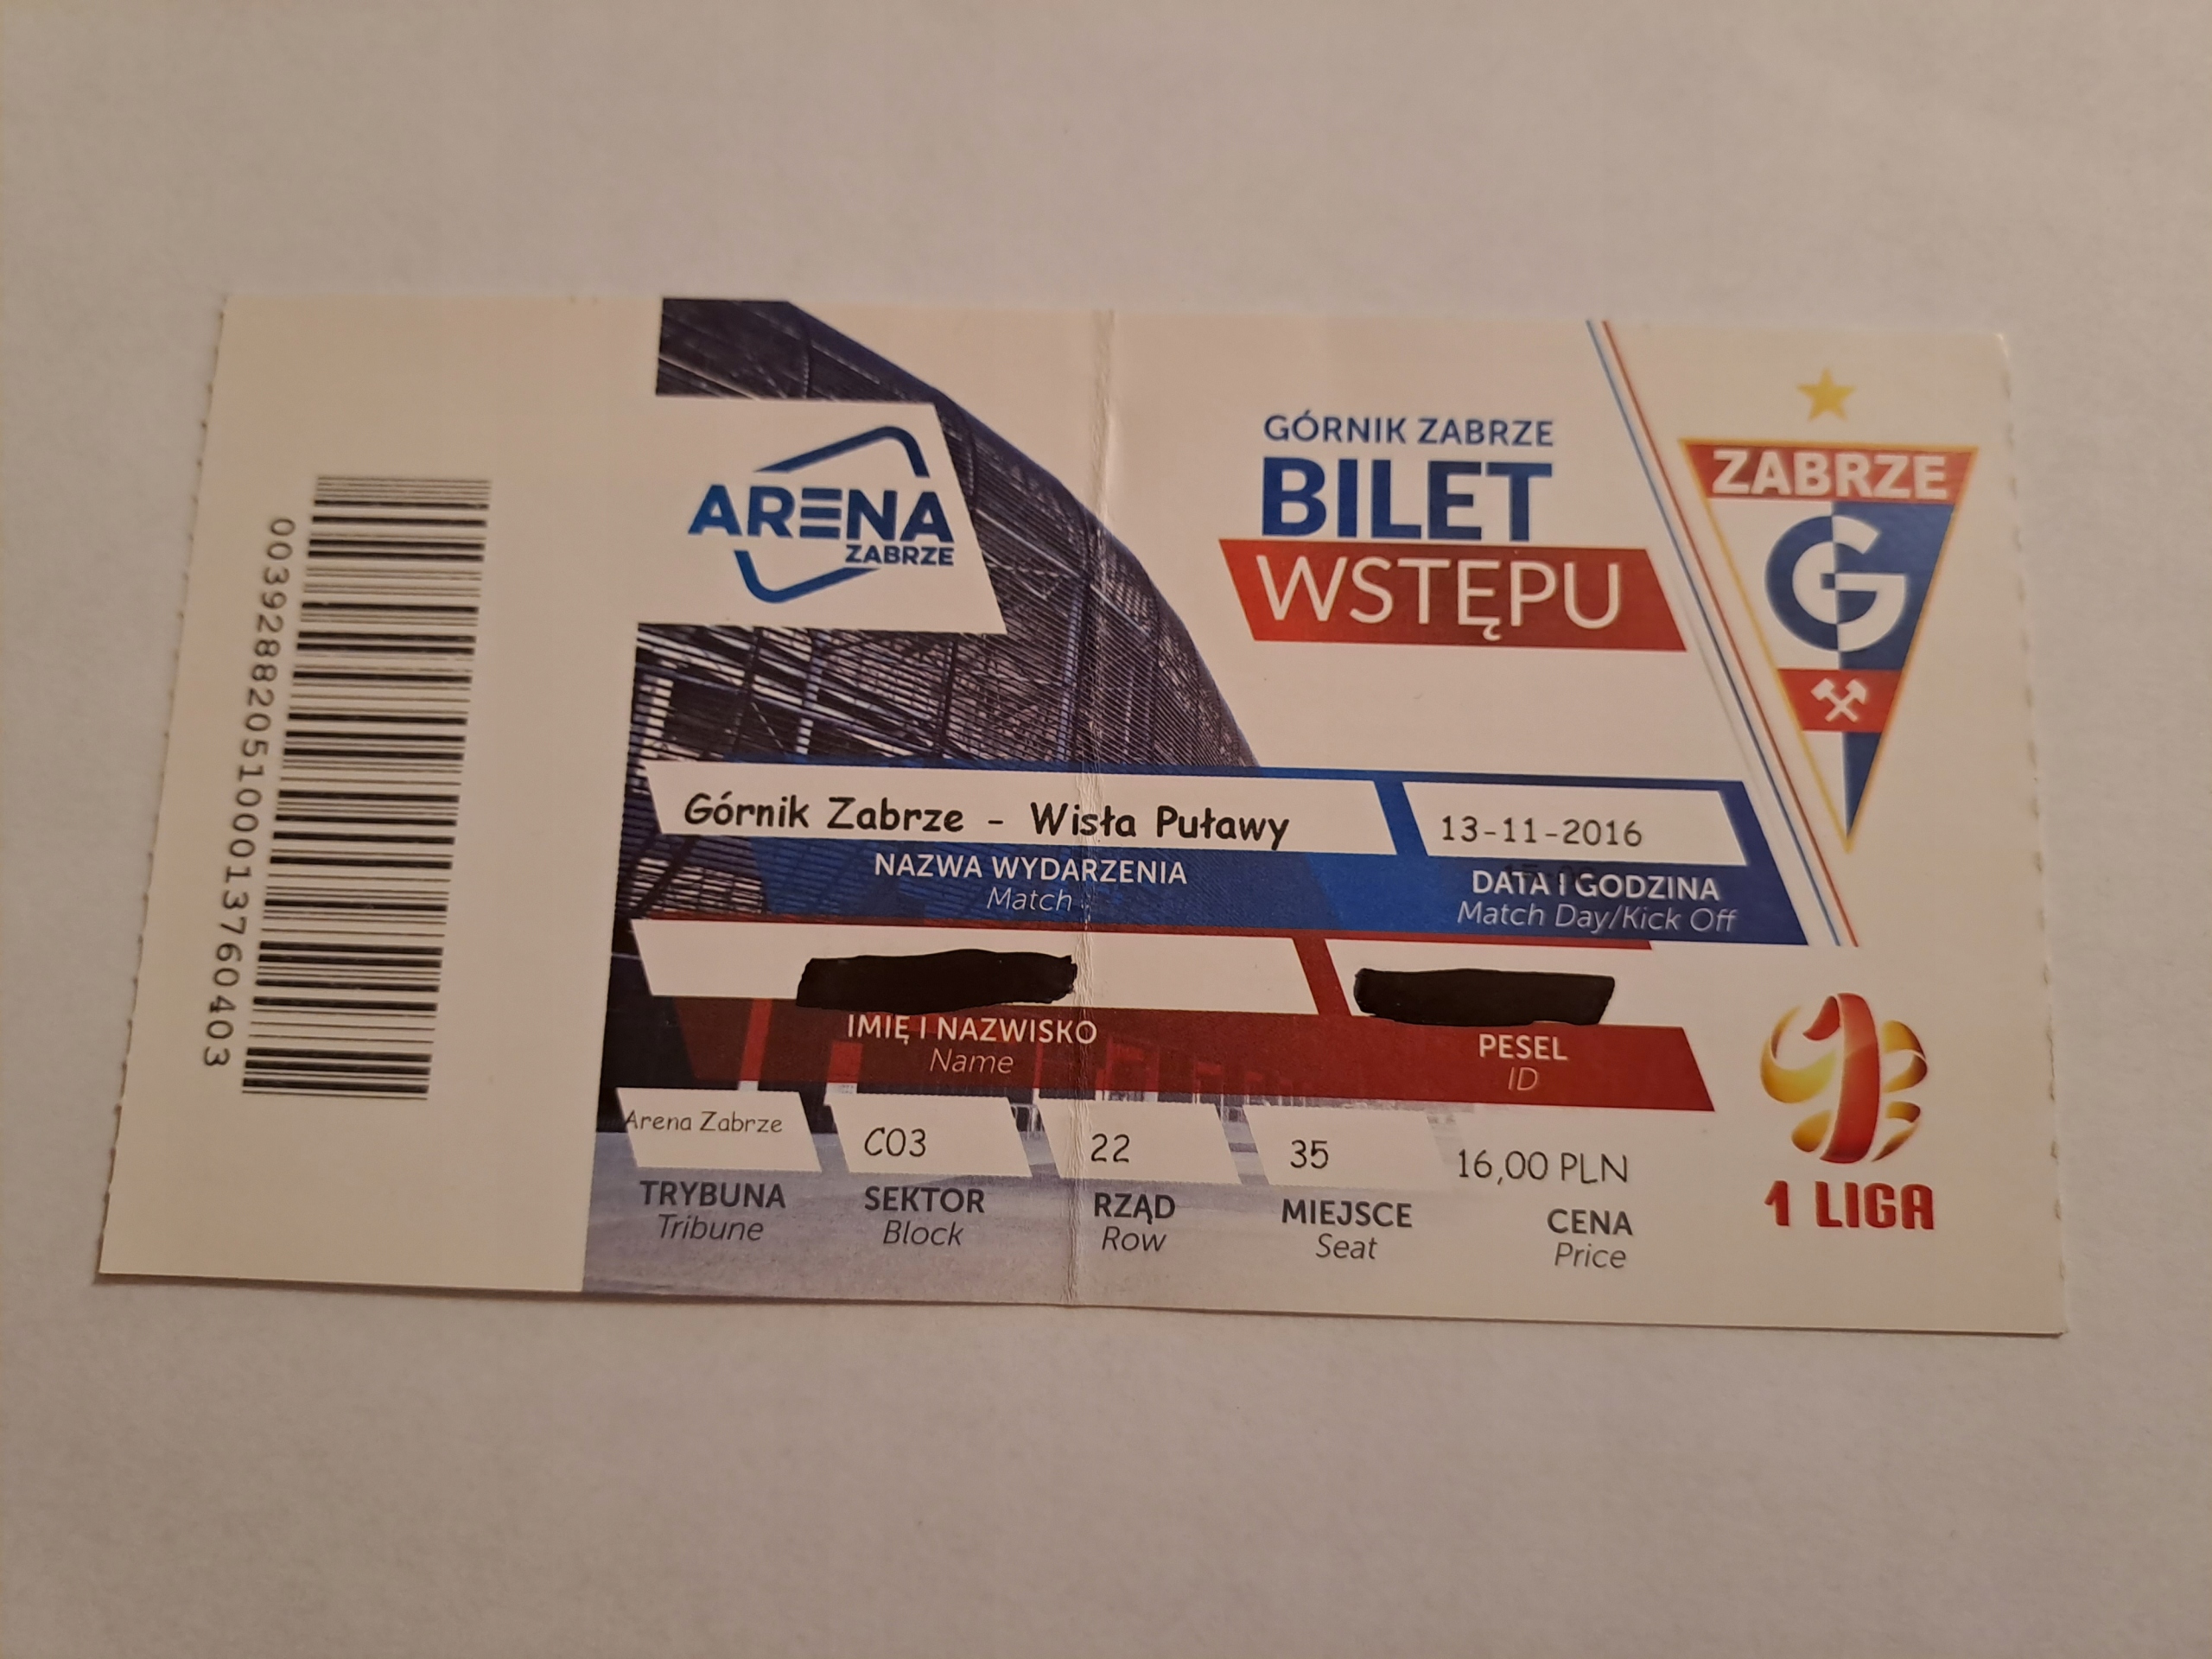 0039288205100013760403
ARENA
ZABRZE
GÓRNIK ZABRZE
BILET
WSTĘPU
ZABRZE
G
Górnik Zabrze - Wisła Puławy
13-11-2016
NAZWA WYDARZENIA
Match
DATA I GODZINA
Match Day/Kick Off
IMIĘ I NAZWISKO
Name
PESEL
ID
Arena Zabrze
C03
22
35
16,00 PLN
TRYBUNA
Tribune
SEKTOR
Block
RZĄD
Row
MIEJSCE
Seat
CENA
Price
1 LIGA